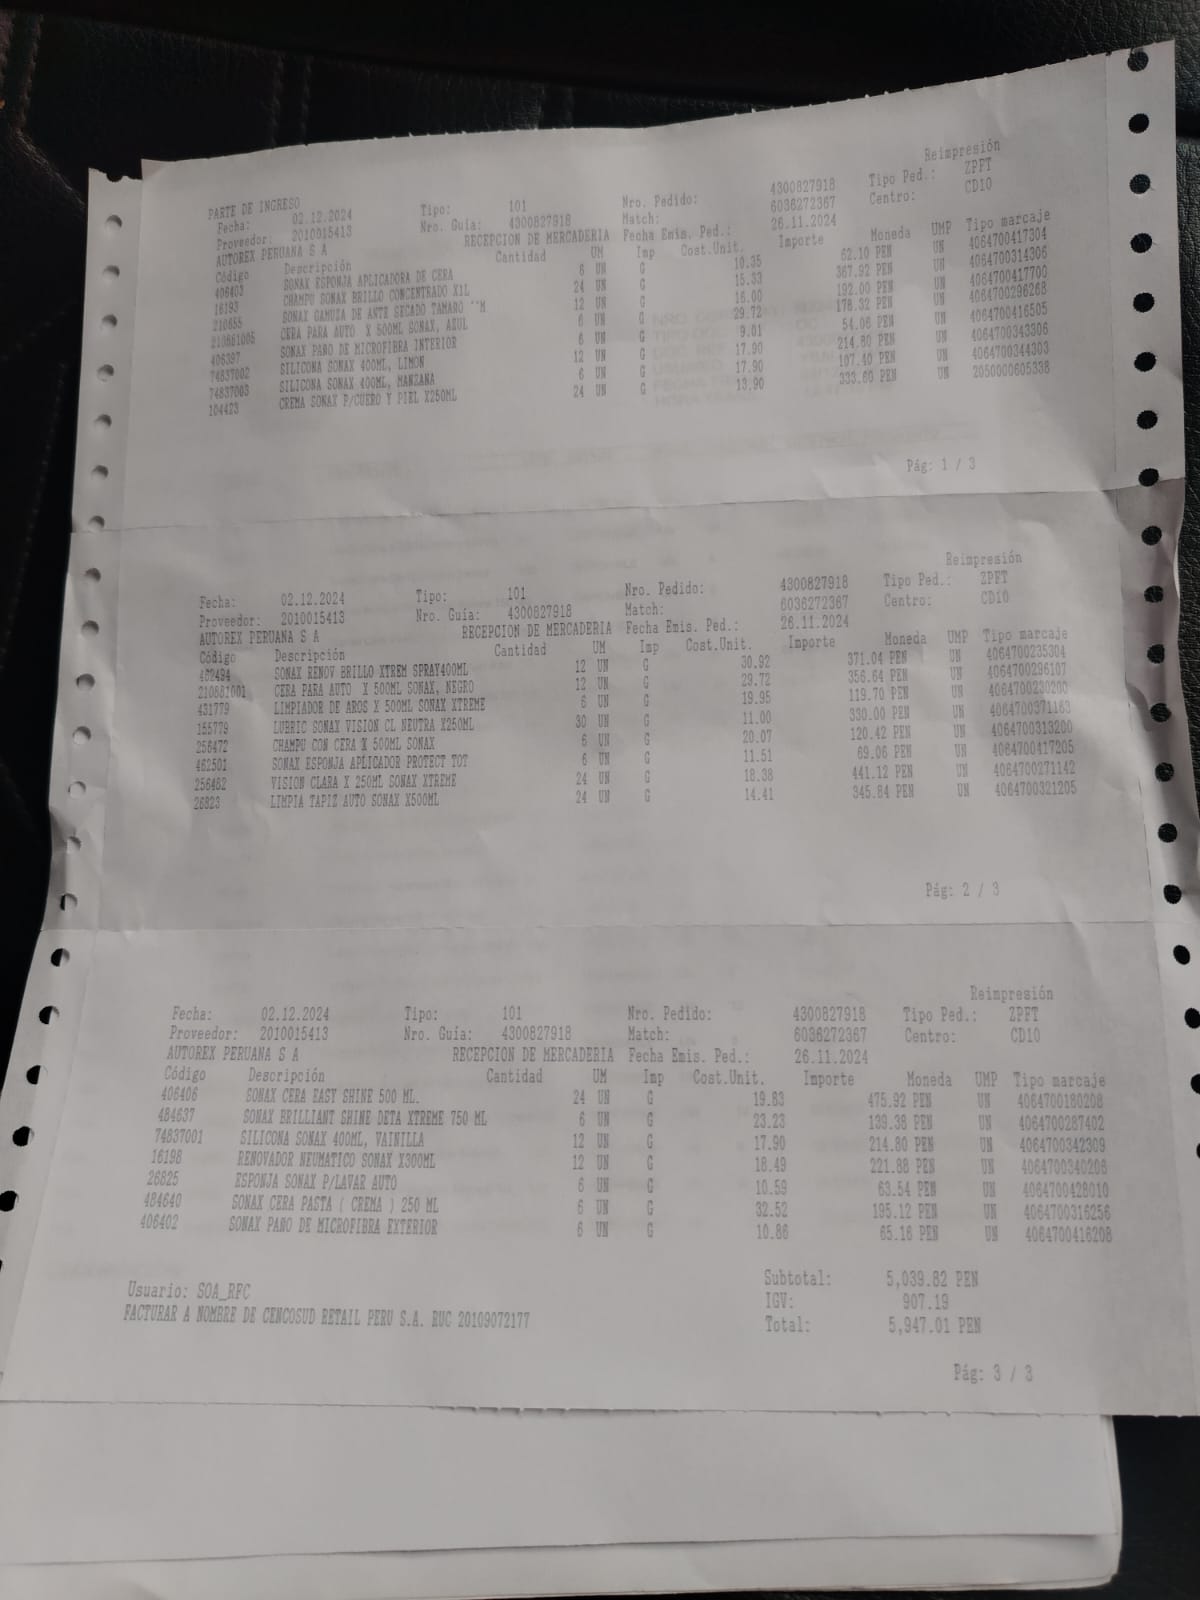 Reimpresión
PARTE DE INGRESO
Fecha: 02.12.2024 Tipo: 101 Nro. Pedido: 4300827918 Tipo Ped.: ZPFT
Proveedor: 2010015413 Nro. Guía: 4300827918 Match: 6036272367 Centro: CD10
AUTOREX PERUANA S A RECEPCION DE MERCADERIA Fecha Emis. Ped.: 26.11.2024
Código Descripción Cantidad UM Imp Cost.Unit. Importe Moneda UMP Tipo marcaje
406403 SONAX ESPONJA APLICADORA DE CERA 6 UN G 10.35 62.10 PEN UN 4064700417304
16193 CHAMPU SONAX BRILLO CONCENTRADO X1L 24 UN G 15.33 367.92 PEN UN 4064700314306
210655 SONAX GAMUZA DE ANTE SECADO TAMARO ``M 12 UN G 16.00 192.00 PEN UN 4064700417700
210881005 CERA PARA AUTO X 500ML SONAX, AZUL 6 UN G 29.72 178.32 PEN UN 4064700296268
406397 SONAX PANO DE MICROFIBRA INTERIOR 6 UN G 9.01 54.06 PEN UN 4064700416505
74837002 SILICONA SONAX 400ML, LIMON 12 UN G 17.90 214.80 PEN UN 4064700343306
74837003 SILICONA SONAX 400ML, MANZANA 6 UN G 17.90 107.40 PEN UN 4064700344303
104423 CREMA SONAX P/CUERO Y PIEL X250ML 24 UN G 13.90 333.60 PEN UN 2050000605338
Pág: 1 / 3
Reimpresión
Fecha: 02.12.2024 Tipo: 101 Nro. Pedido: 4300827918 Tipo Ped.: ZPFT
Proveedor: 2010015413 Nro. Guía: 4300827918 Match: 6036272367 Centro: CD10
AUTOREX PERUANA S A RECEPCION DE MERCADERIA Fecha Emis. Ped.: 26.11.2024
Código Descripción Cantidad UM Imp Cost.Unit. Importe Moneda UMP Tipo marcaje
462494 SONAX RENOV BRILLO XTREM SPRAY400ML 12 UN G 30.92 371.04 PEN UN 4064700235304
210881001 CERA PARA AUTO X 500ML SONAX, NEGRO 12 UN G 29.72 356.64 PEN UN 4064700296107
431779 LIMPIADOR DE AROS X 500ML SONAX XTREME 6 UN G 19.95 119.70 PEN UN 4064700230200
155779 LUBRIC SONAX VISION CL NEUTRA X250ML 30 UN G 11.00 330.00 PEN UN 4064700371163
256472 CHAMPU CON CERA X 500ML SONAX 6 UN G 20.07 120.42 PEN UN 4064700313200
462501 SONAX ESPONJA APLICADOR PROTECT TOT 6 UN G 11.51 69.06 PEN UN 4064700417205
256462 VISION CLARA X 250ML SONAX XTREME 24 UN G 18.38 441.12 PEN UN 4064700271142
26823 LIMPIA TAPIZ AUTO SONAX X500ML 24 UN G 14.41 345.84 PEN UN 4064700321205
Pág: 2 / 3
Reimpresión
Fecha: 02.12.2024 Tipo: 101 Nro. Pedido: 4300827918 Tipo Ped.: ZPFT
Proveedor: 2010015413 Nro. Guía: 4300827918 Match: 6036272367 Centro: CD10
AUTOREX PERUANA S A RECEPCION DE MERCADERIA Fecha Emis. Ped.: 26.11.2024
Código Descripción Cantidad UM Imp Cost.Unit. Importe Moneda UMP Tipo marcaje
406406 SONAX CERA EASY SHINE 500 ML. 24 UN G 19.83 475.92 PEN UN 4064700180208
484637 SONAX BRILLIANT SHINE DETA XTREME 750 ML 6 UN G 23.23 139.38 PEN UN 4064700287402
74837001 SILICONA SONAX 400ML, VAINILLA 12 UN G 17.90 214.80 PEN UN 4064700342309
16198 RENOVADOR NEUMATICO SONAX X300ML 12 UN G 18.49 221.88 PEN UN 4064700340206
26825 ESPONJA SONAX P/LAVAR AUTO 6 UN G 10.59 63.54 PEN UN 4064700428010
484640 SONAX CERA PASTA ( CREMA ) 250 ML 6 UN G 32.52 195.12 PEN UN 4064700316256
406402 SONAX PANO DE MICROFIBRA EXTERIOR 6 UN G 10.86 65.16 PEN UN 4064700416208
Subtotal: 5,039.82 PEN
Usuario: SOA_RFC IGV: 907.19
FACTURAR A NOMBRE DE CENCOSUD RETAIL PERU S.A. RUC 20109072177 Total: 5,947.01 PEN
Pág: 3 / 3